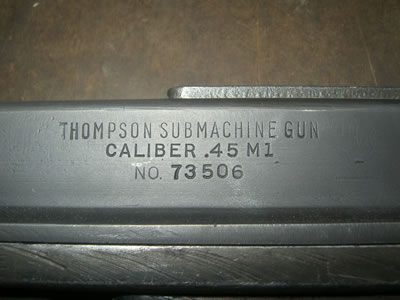 THOMPSON SUBMACHINE GUN
CALIBER .45 M1
NO. 73506